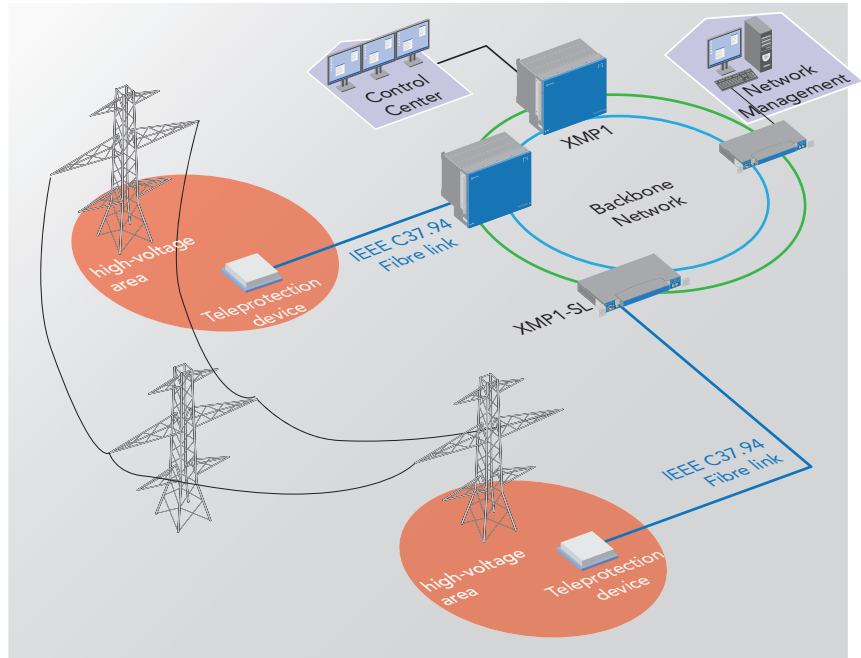 Control
Center
Network
Management
XMP1
Backbone
Network
IEEE C37.94
Fibre link
high-voltage
area
Teleprotection
device
XMP1-SL
IEEE C37.94
Fibre link
high-voltage
area
Teleprotection
device